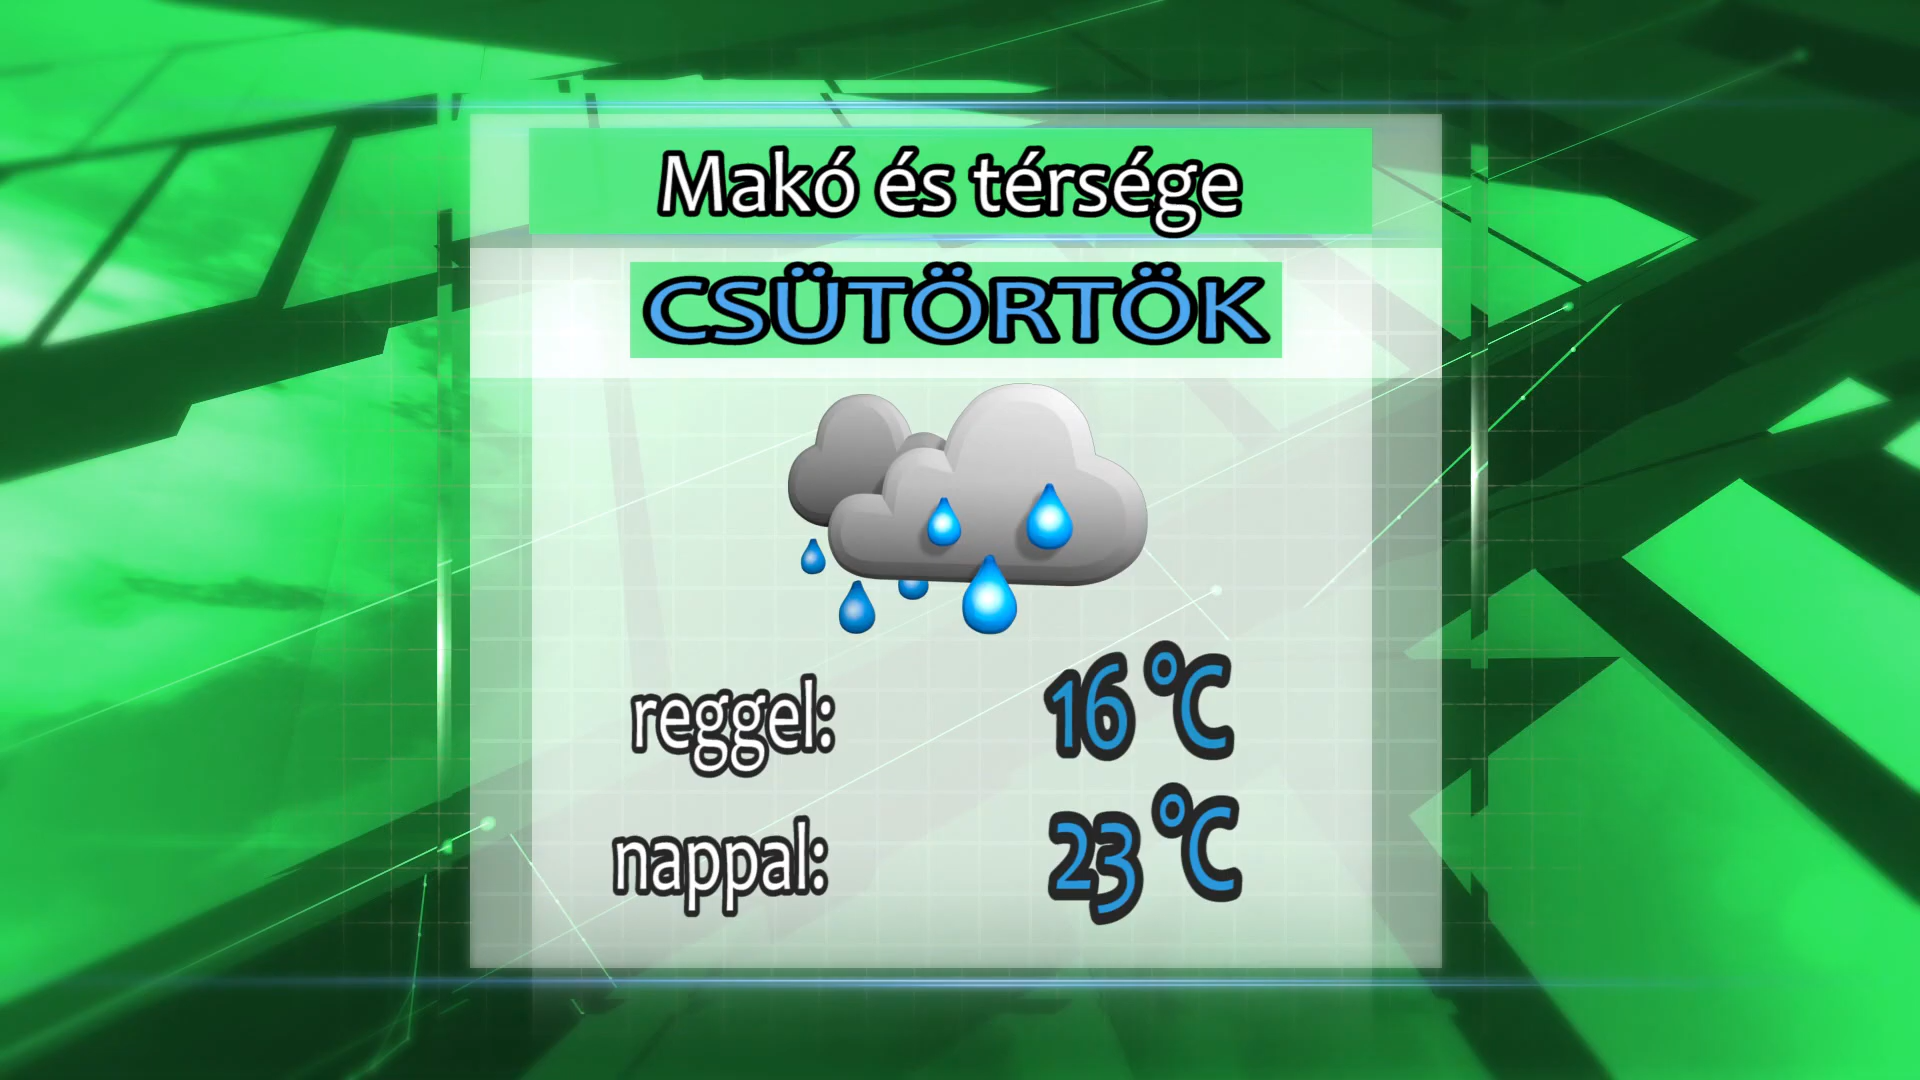 Makó és térsége
CSÜTÖRTÖK
reggel: 16 °C
nappal: 23 °C